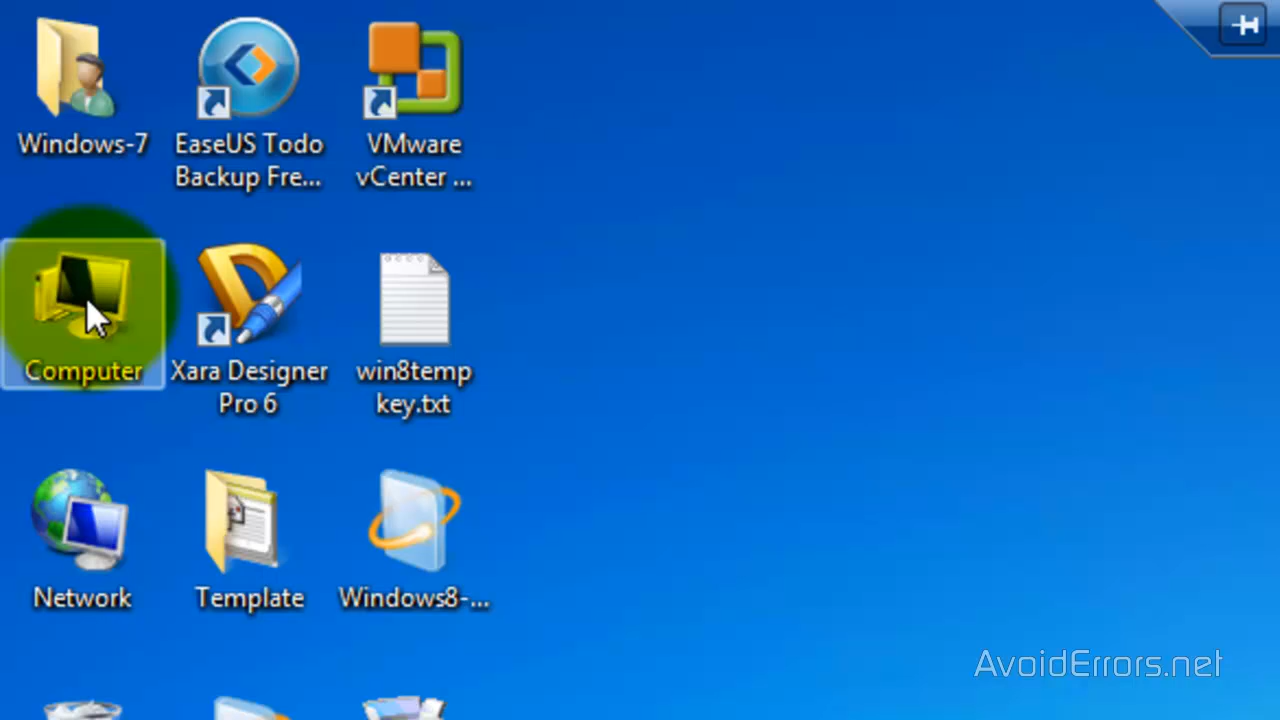 Windows-7
EaseUS Todo
Backup Fre...
VMware
vCenter ...
Computer
Xara Designer
Pro 6
win8temp
key.txt
Network
Template
Windows8-...
AvoidErrors.net